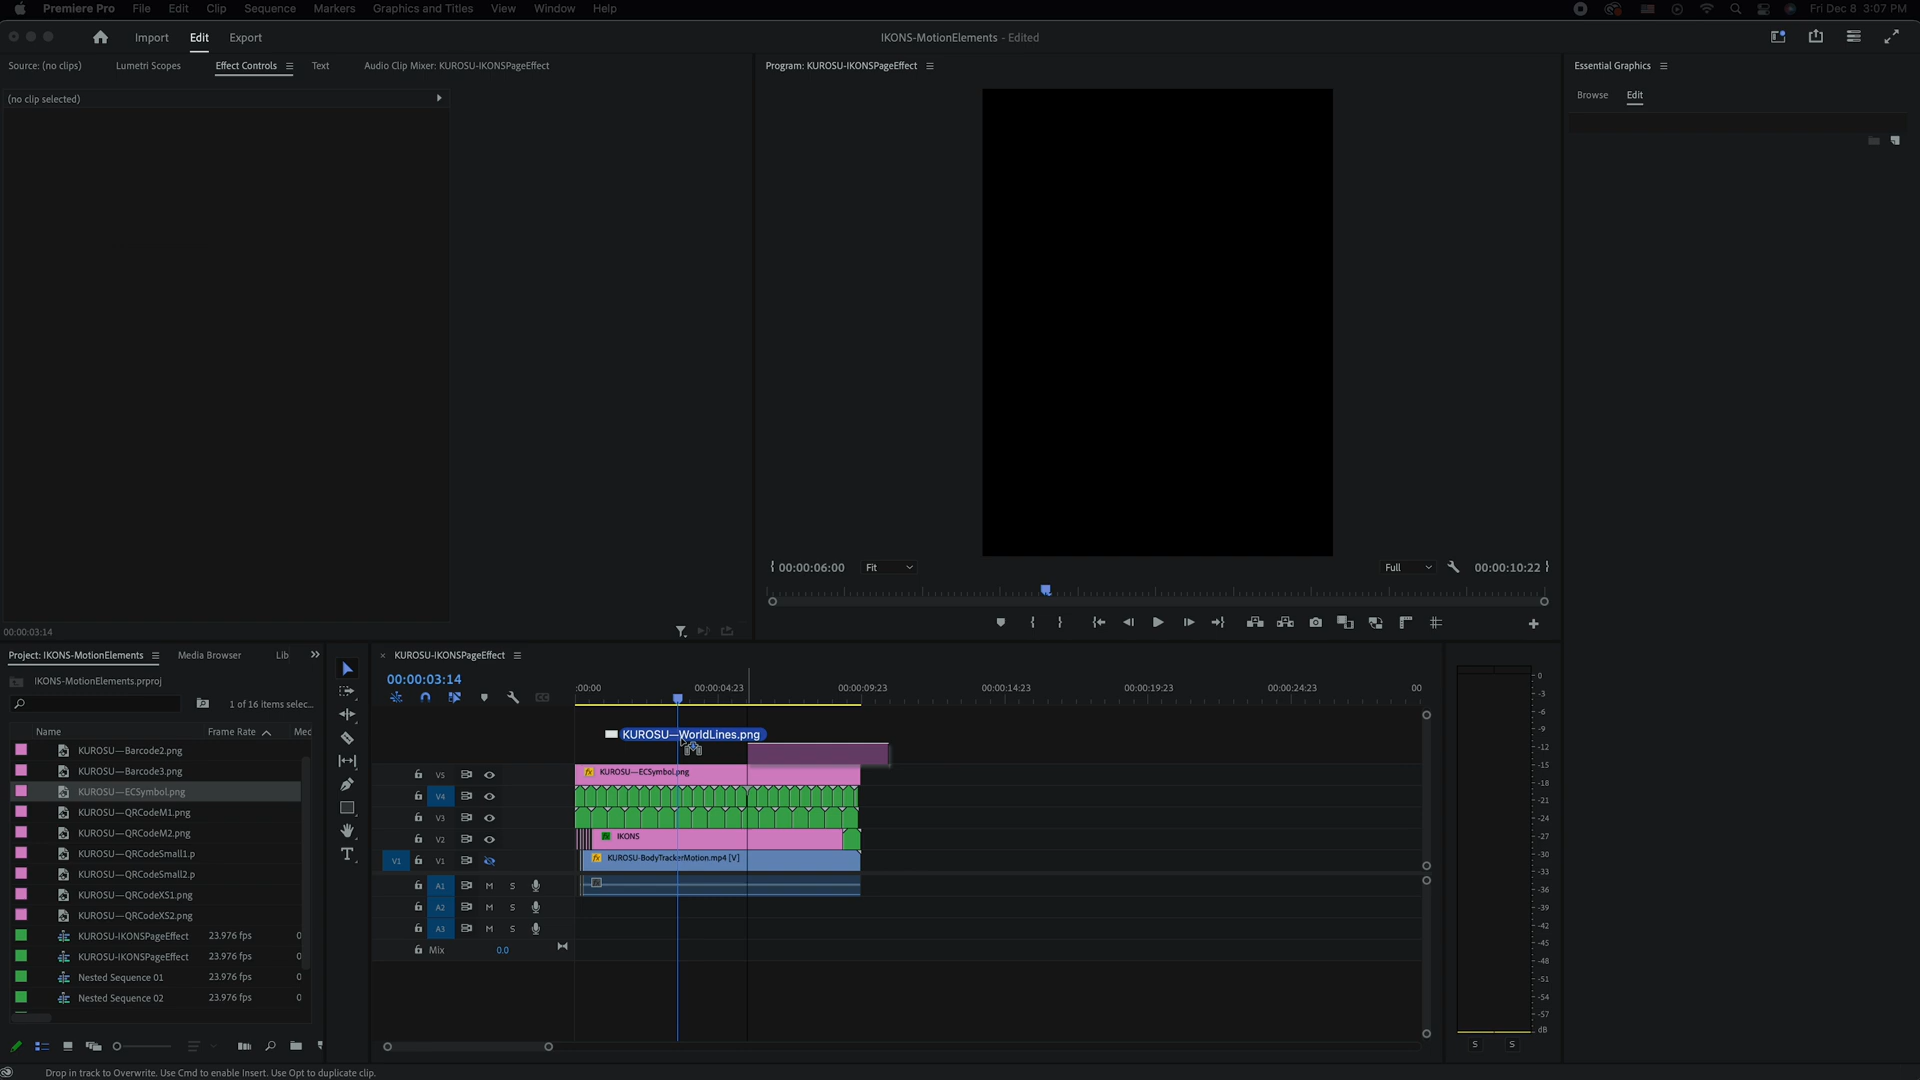 Premiere Pro File Edit Clip Sequence Markers Graphics and Titles View Window Help Fri Dec 8 3:07 PM
Import Edit Export IKONS-MotionElements - Edited
Source: (no clips) Lumetri Scopes Effect Controls Text Audio Clip Mixer: KUROSU-IKONSPageEffect
(no clip selected)
00:00:03:14
Program: KUROSU-IKONSPageEffect
00:00:06:00 Fit Full 00:00:10:22
Essential Graphics
Browse Edit
Project: IKONS-MotionElements Media Browser Lib
IKONS-MotionElements.prproj
1 of 16 items selec...
Name Frame Rate Med
KUROSU—Barcode2.png
KUROSU—Barcode3.png
KUROSU—ECSymbol.png
KUROSU—QRCodeM1.png
KUROSU—QRCodeM2.png
KUROSU—QRCodeSmall1.p
KUROSU—QRCodeSmall2.p
KUROSU—QRCodeXS1.png
KUROSU—QRCodeXS2.png
KUROSU-IKONSPageEffect 23.976 fps 0
KUROSU-IKONSPageEffect 23.976 fps 0
Nested Sequence 01 23.976 fps 0
Nested Sequence 02 23.976 fps 0
KUROSU-IKONSPageEffect
00:00:03:14
:00:00 00:00:04:23 00:00:09:23 00:00:14:23 00:00:19:23 00:00:24:23 00
KUROSU—WorldLines.png
V5 fx KUROSU—ECSymbol.png
V4
V3
V2 fx IKONS
V1 V1 fx KUROSU-BodyTrackerMotion.mp4 [V]
A1 M S
A2 M S
A3 M S
Mix 0.0
0
-3
-6
-9
-12
-15
-18
-21
-24
-27
-30
-33
-36
-39
-42
-45
-48
-51
-54
-57
dB
S S
Drop in track to Overwrite. Use Cmd to enable Insert. Use Opt to duplicate clip.